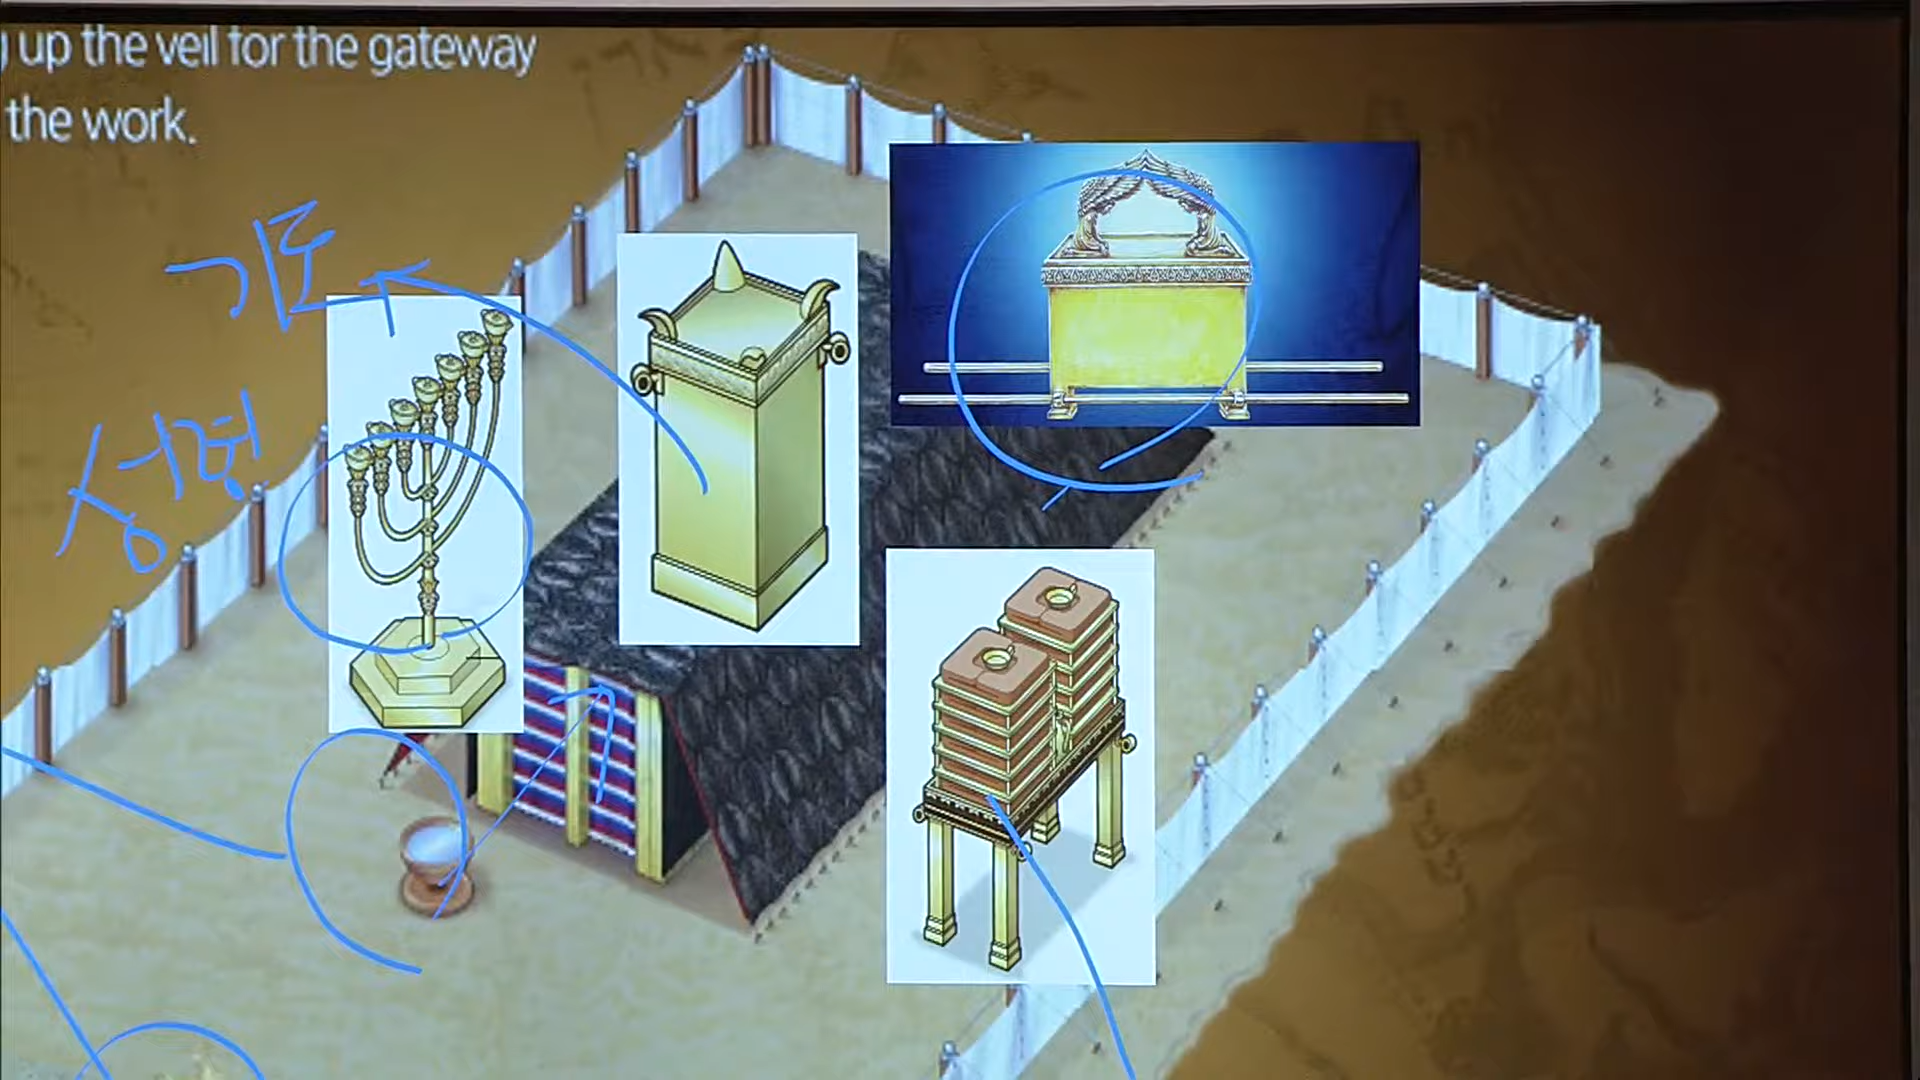 up the veil for the gateway
the work.
기도
성령